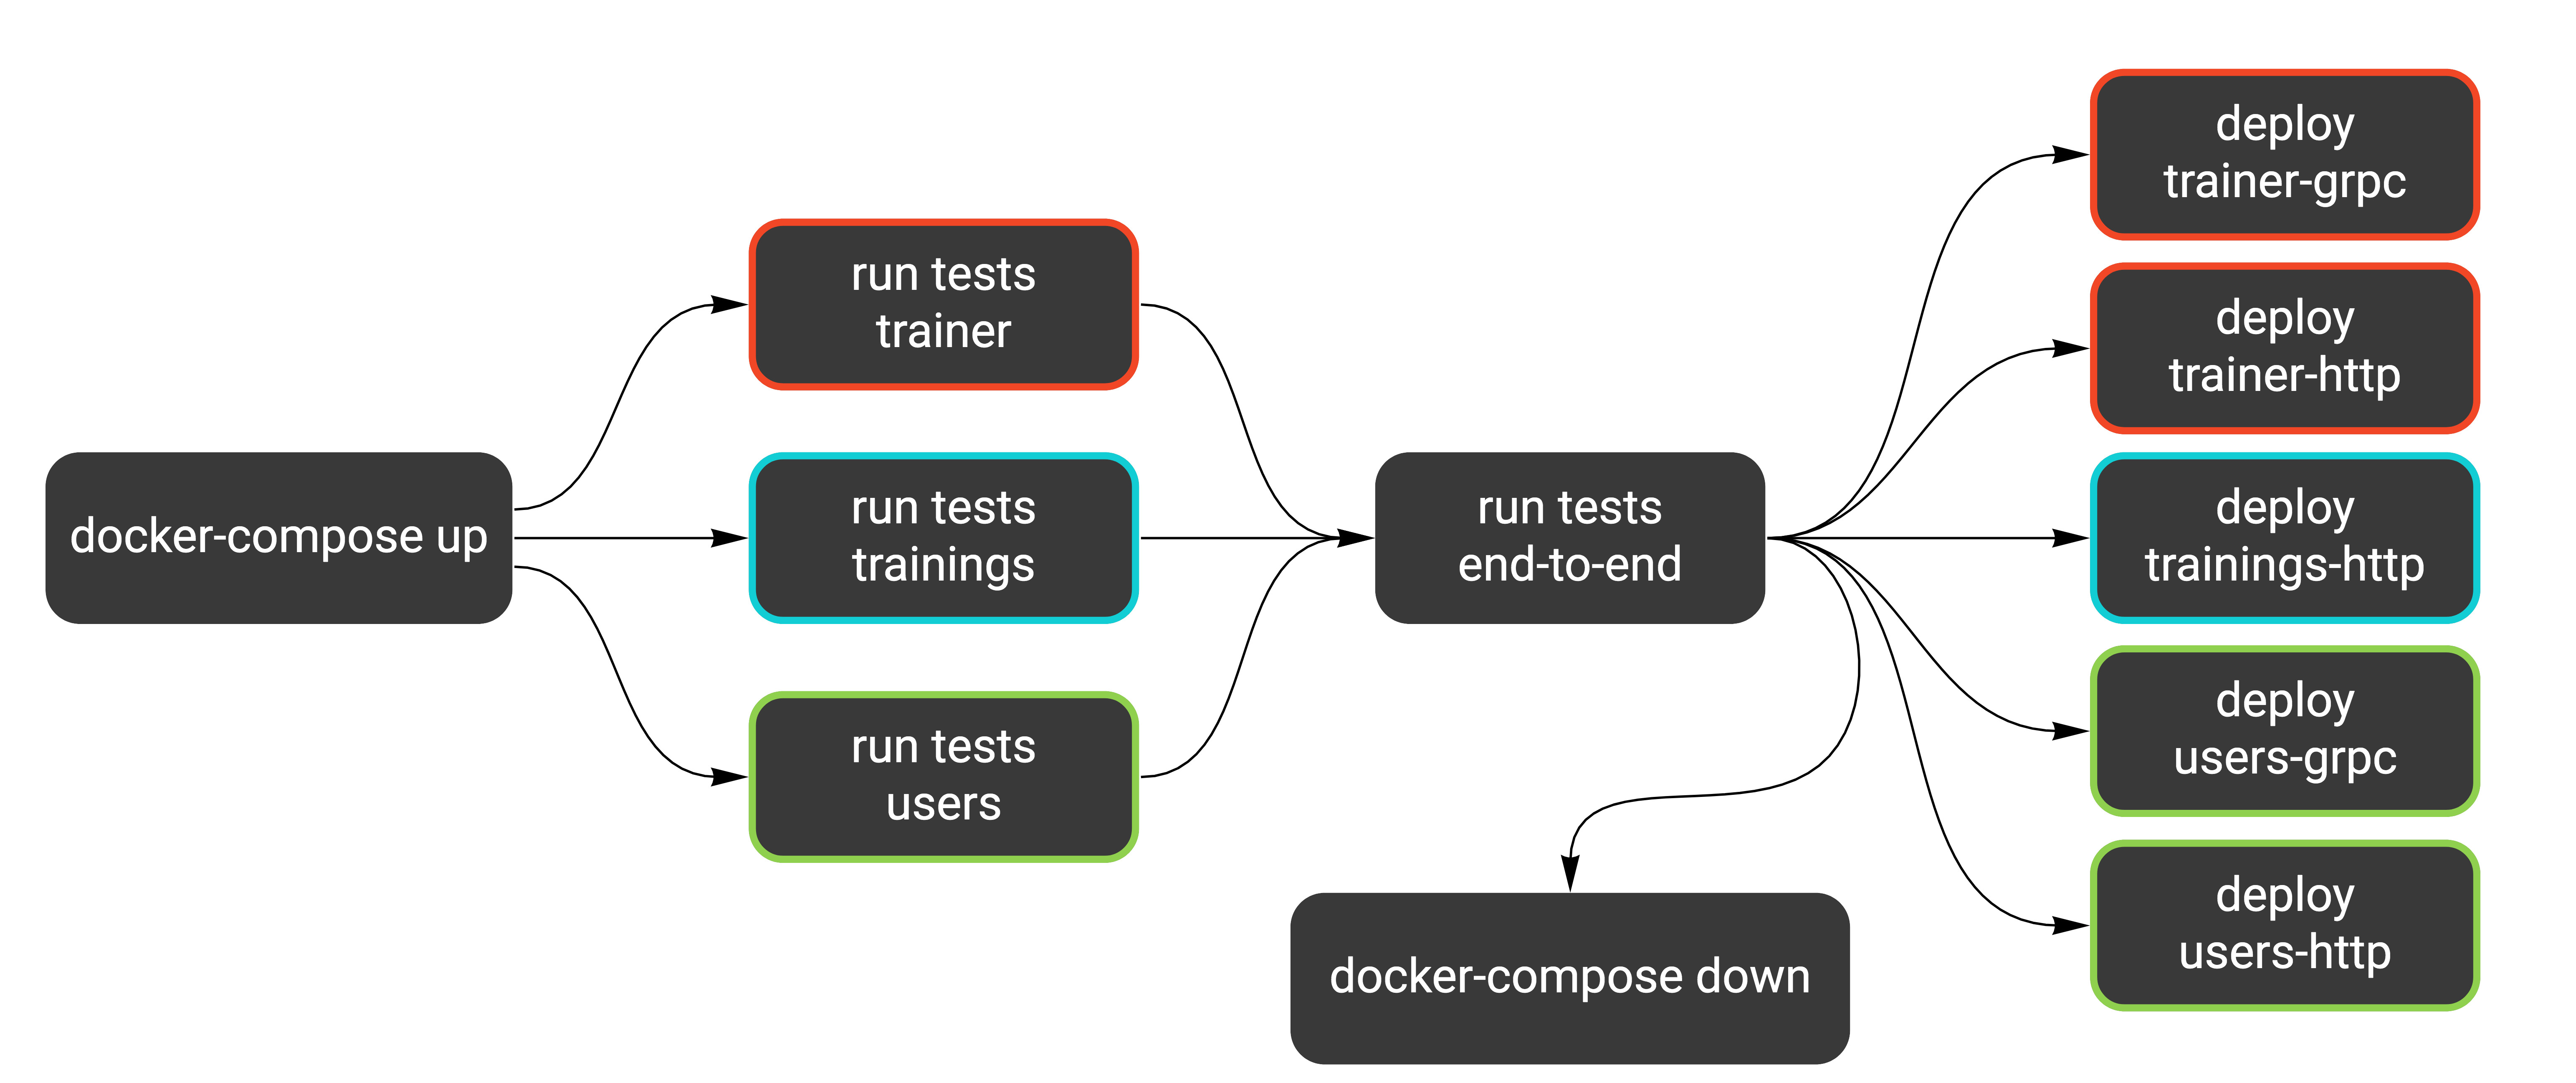 docker-compose up
run tests
trainer
run tests
trainings
run tests
users
run tests
end-to-end
docker-compose down
deploy
trainer-grpc
deploy
trainer-http
deploy
trainings-http
deploy
users-grpc
deploy
users-http